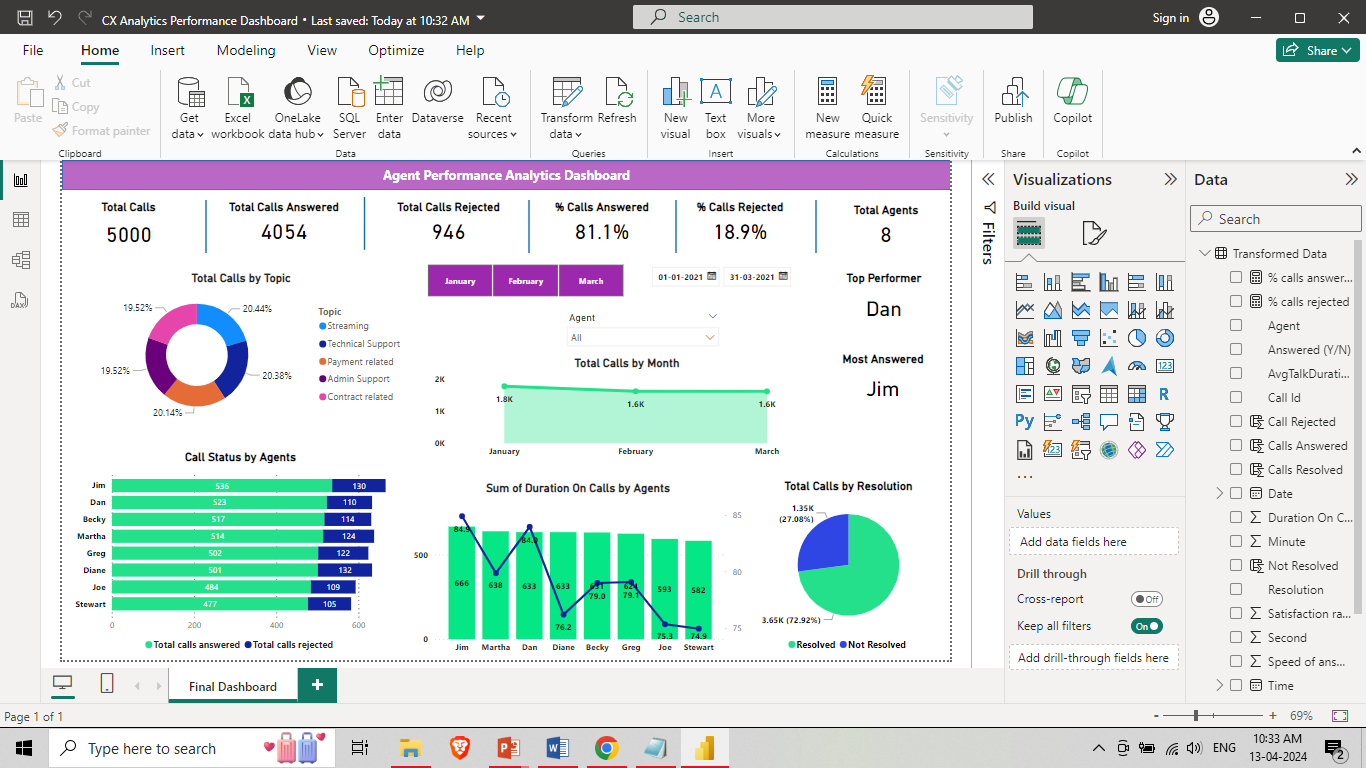 CX Analytics Performance Dashboard • Last saved: Today at 10:32 AM
Search
Sign in
File Home Insert Modeling View Optimize Help
Share
Paste
Cut
Copy
Format painter
Clipboard
Get data
Excel workbook
OneLake data hub
SQL Server
Enter data
Dataverse
Recent sources
Data
Transform data
Refresh
Queries
New visual
Text box
More visuals
Insert
New measure
Quick measure
Calculations
Sensitivity
Sensitivity
Publish
Share
Copilot
Copilot
Agent Performance Analytics Dashboard
Total Calls
5000
Total Calls Answered
4054
Total Calls Rejected
946
% Calls Answered
81.1%
% Calls Rejected
18.9%
Total Agents
8
Total Calls by Topic
19.52%
20.44%
19.52%
20.38%
20.14%
Topic
Streaming
Technical Support
Payment related
Admin Support
Contract related
January February March
01-01-2021 31-03-2021
Agent
All
Top Performer
Dan
Most Answered
Jim
Total Calls by Month
2K
1K
0K
1.8K 1.6K 1.6K
January February March
Call Status by Agents
Jim 536 130
Dan 523 110
Becky 517 114
Martha 514 124
Greg 502 122
Diane 501 132
Joe 484 109
Stewart 477 105
0 200 400 600
Total calls answered Total calls rejected
Sum of Duration On Calls by Agents
500
0
85
80
75
84.9 84.0 76.2 79.0 79.1 75.3 74.9
666 638 633 633 631 624 593 582
Jim Martha Dan Diane Becky Greg Joe Stewart
Total Calls by Resolution
1.35K
(27.08%)
3.65K (72.92%)
Resolved Not Resolved
Filters
Visualizations
Build visual
123
R
Py
123
...
Values
Add data fields here
Drill through
Cross-report
Off
Keep all filters
On
Add drill-through fields here
Data
Search
Transformed Data
% calls answer...
% calls rejected
Agent
Answered (Y/N)
AvgTalkDurati...
Call Id
Call Rejected
Calls Answered
Calls Resolved
Date
Duration On C...
Minute
Not Resolved
Resolution
Satisfaction ra...
Second
Speed of ans...
Time
DAX
Final Dashboard
+
Page 1 of 1
- + 69%
Type here to search
ENG
10:33 AM
13-04-2024
2